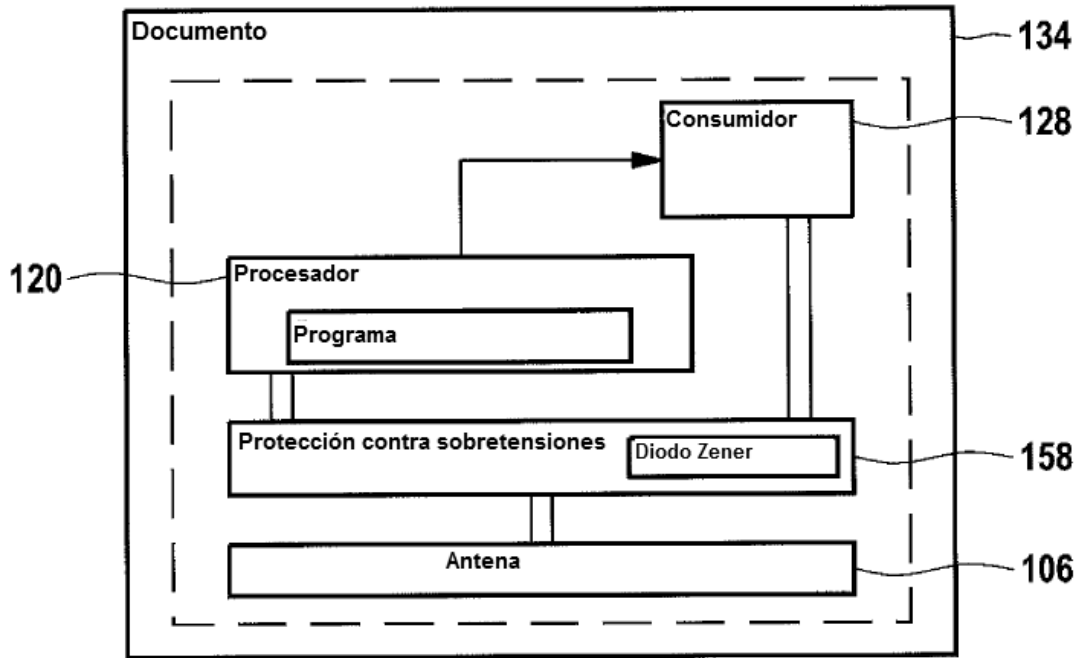 Documento
134
Consumidor
128
120
Procesador
Programa
Protección contra sobretensiones
Diodo Zener
158
Antena
106